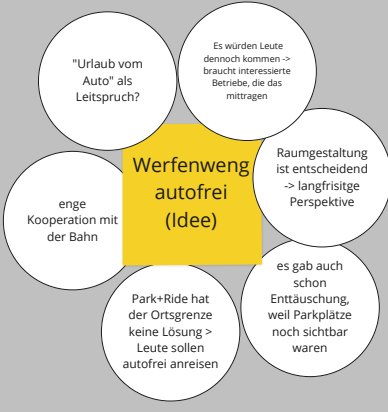 "Urlaub vom
Auto" als
Leitspruch?
Es würden Leute
dennoch kommen ->
braucht interessierte
Betriebe, die das
mittragen
Werfenweng
autofrei
(Idee)
Raumgestaltung
ist entscheidend
-> langfrisitge
Perspektive
enge
Kooperation mit
der Bahn
es gab auch
schon
Enttäuschung,
weil Parkplätze
noch sichtbar
waren
Park+Ride hat
der Ortsgrenze
keine Lösung >
Leute sollen
autofrei anreisen